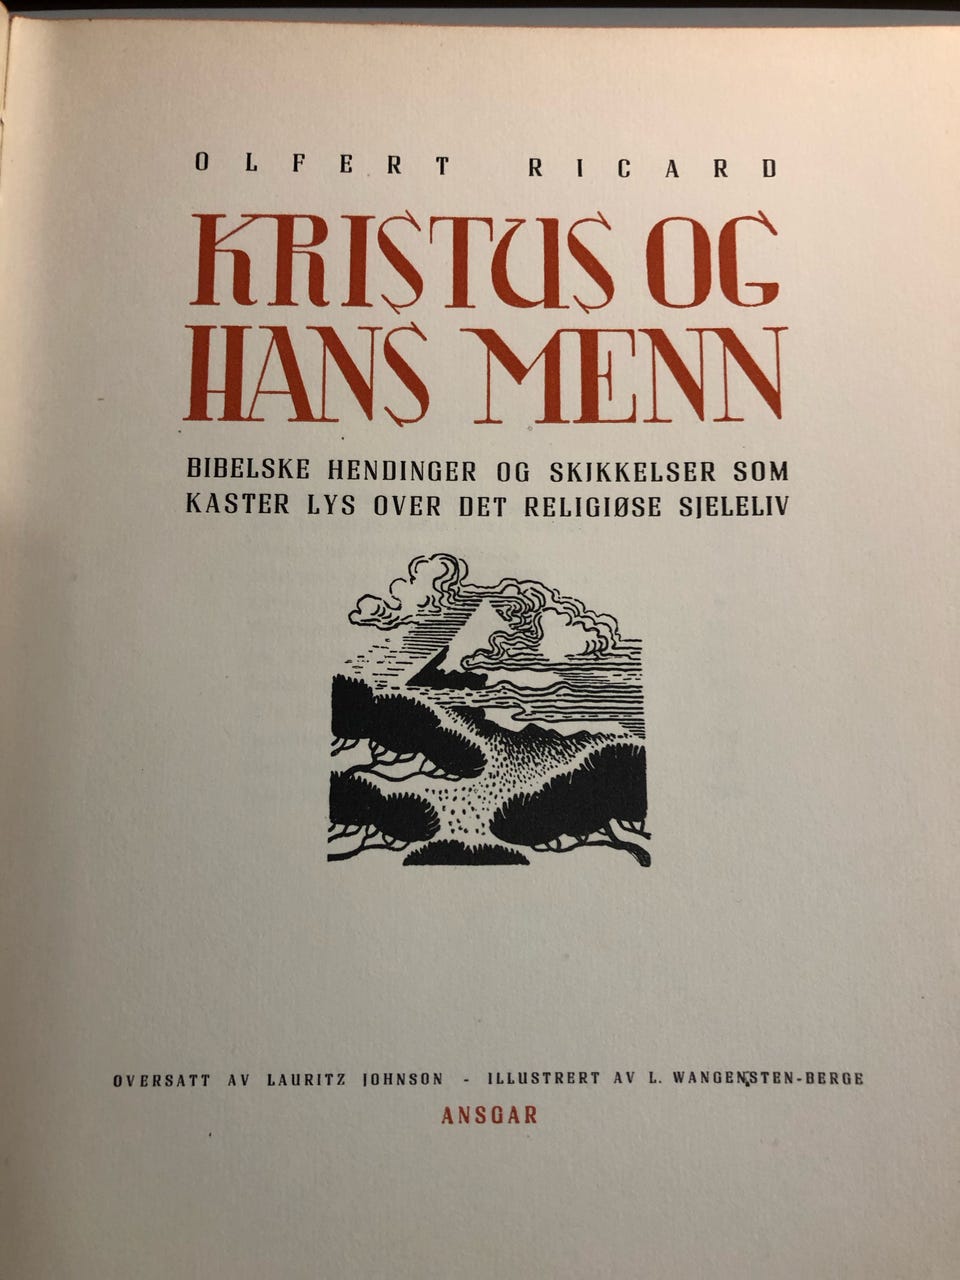 OLFERT RICARD
KRISTUS OG
HANS MENN
BIBELSKE HENDINGER OG SKIKKELSER SOM
KASTER LYS OVER DET RELIGIØSE SJELELIV
OVERSATT AV LAURITZ JOHNSON - ILLUSTRERT AV L. WANGENSTEN-BERGE
ANSGAR